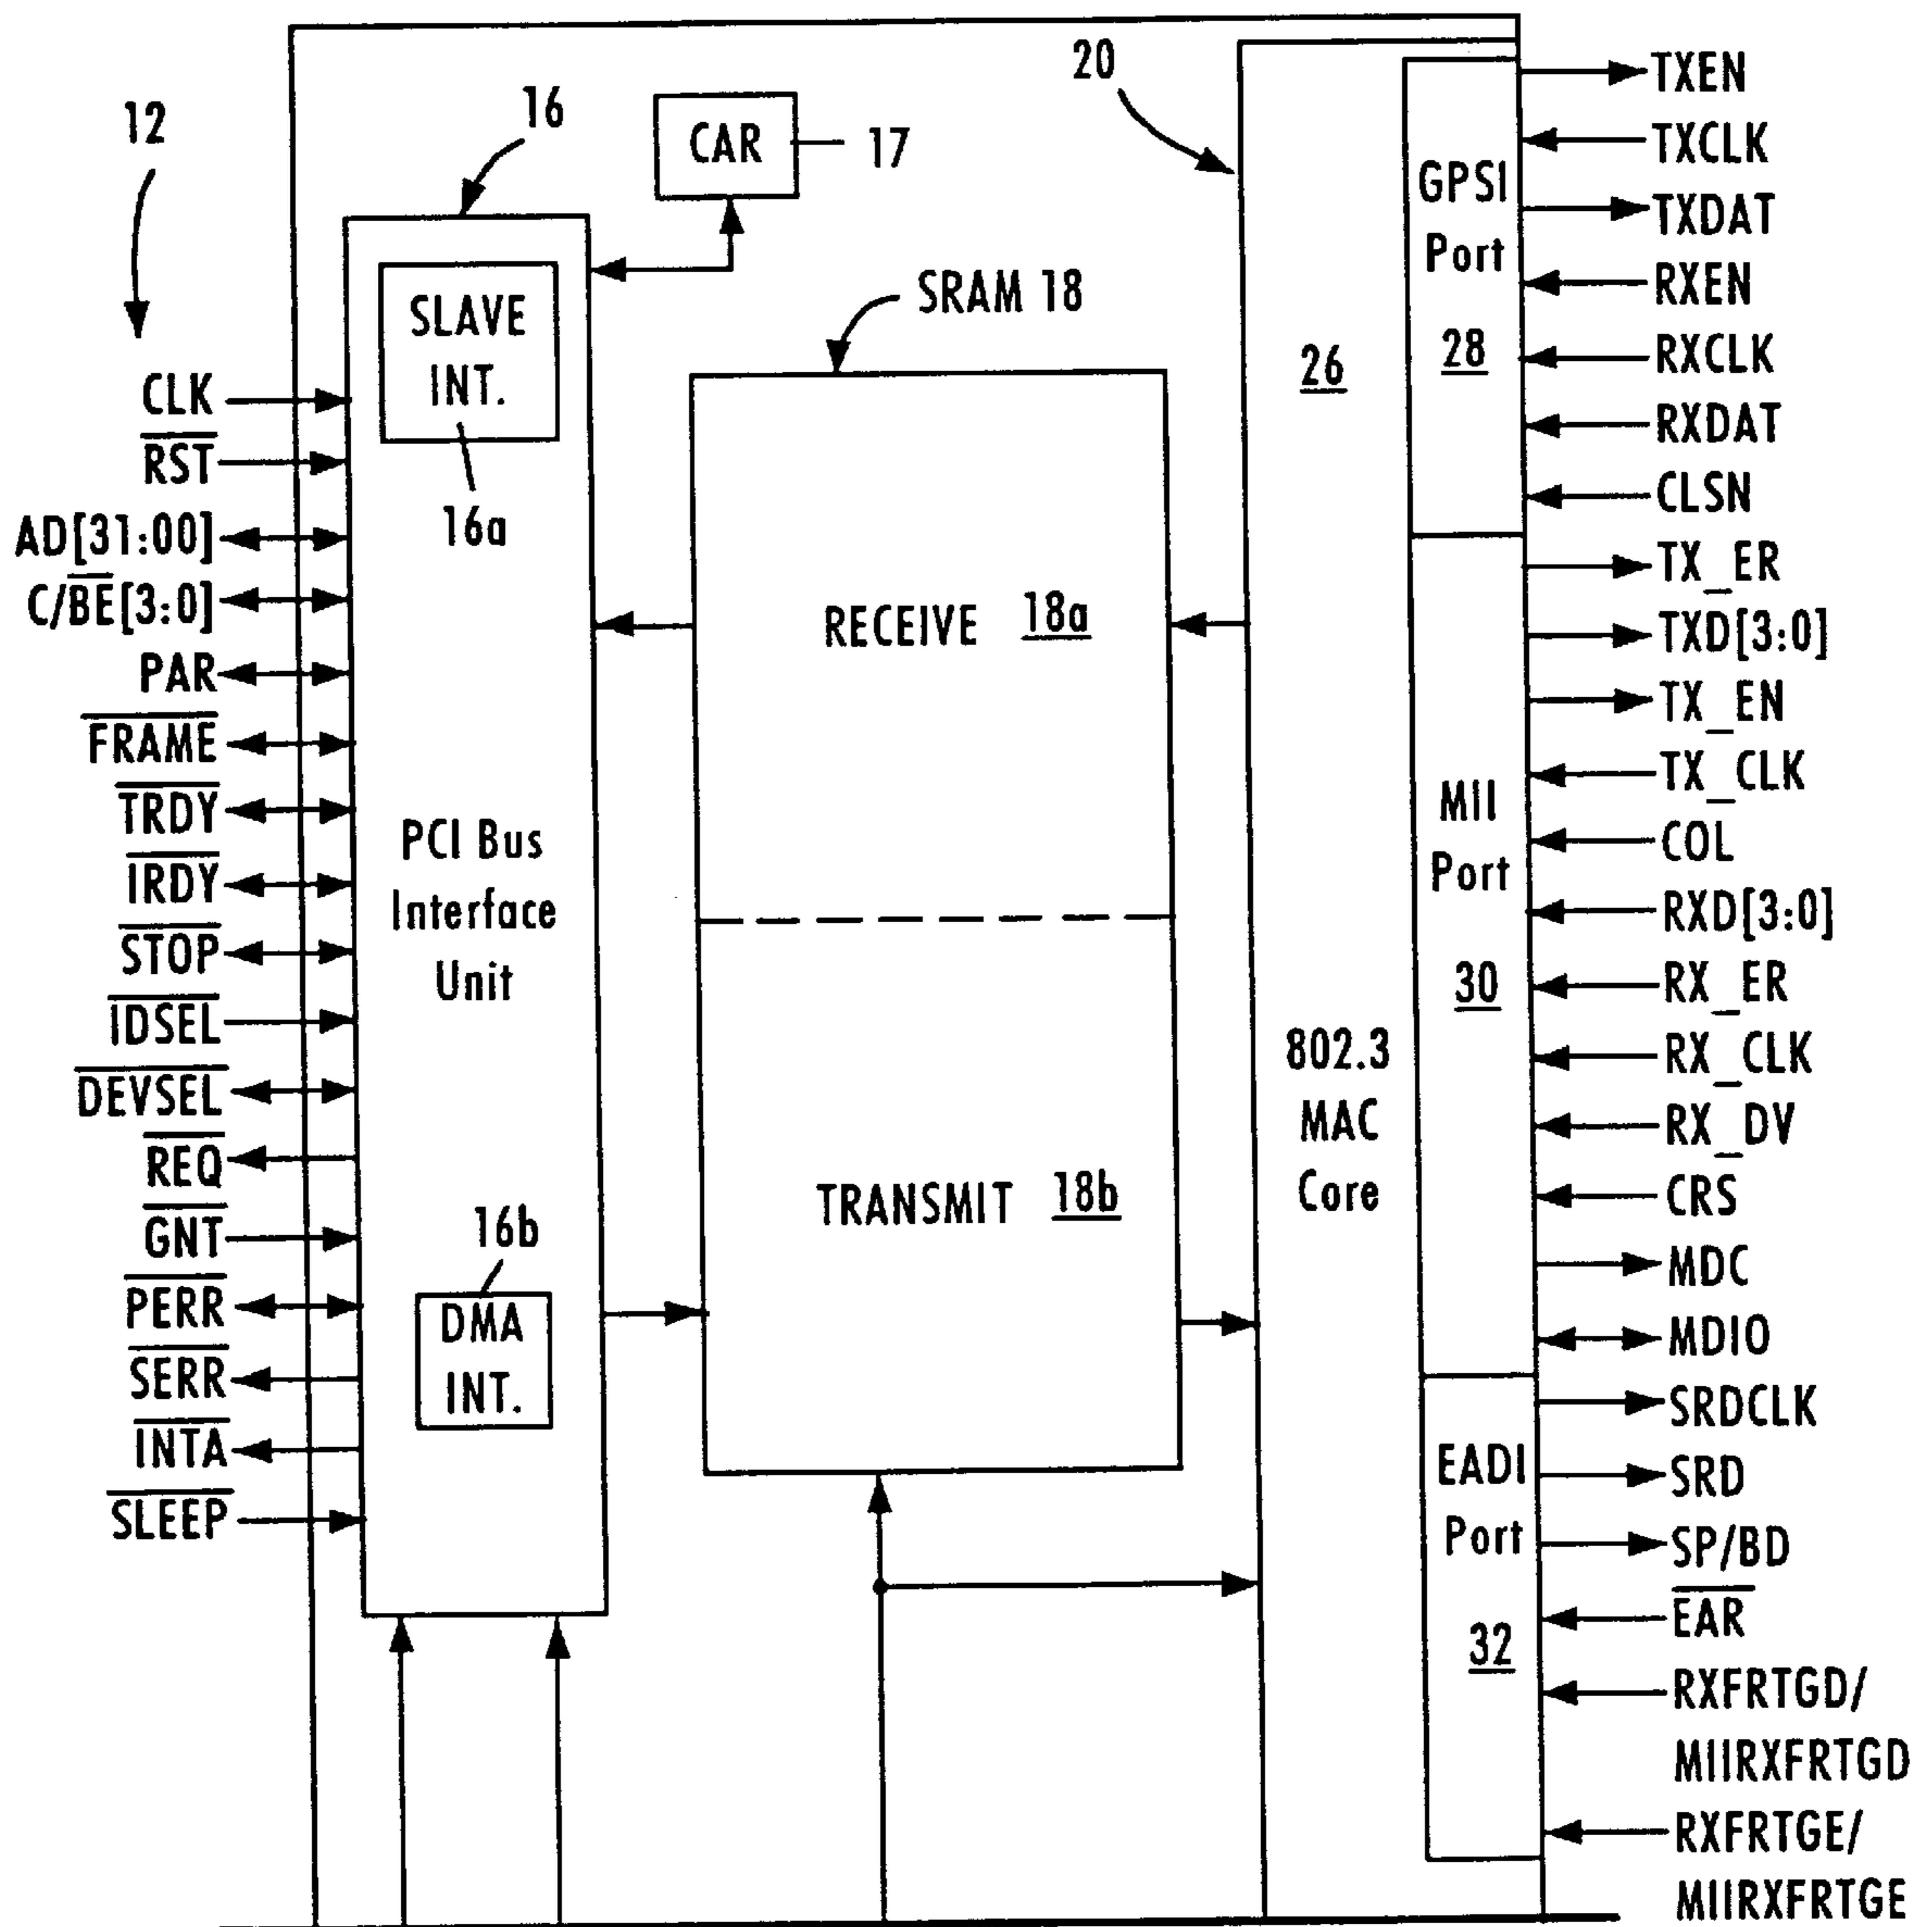 12
16
CAR
17
20
SLAVE
INT.
16a
SRAM 18
CLK
RST
AD[31:00]
C/BE[3:0]
PAR
FRAME
TRDY
IRDY
STOP
IDSEL
DEVSEL
REQ
GNT
PERR
SERR
INTA
SLEEP
PCI Bus
Interface
Unit
16b
DMA
INT.
RECEIVE 18a
TRANSMIT 18b
26
802.3
MAC
Core
GPSI
Port
28
MII
Port
30
EADI
Port
32
TXEN
TXCLK
TXDAT
RXEN
RXCLK
RXDAT
CLSN
TX_ER
TXD[3:0]
TX_EN
TX_CLK
COL
RXD[3:0]
RX_ER
RX_CLK
RX_DV
CRS
MDC
MDIO
SRDCLK
SRD
SP/BD
EAR
RXFRTGD/
MIIRXFRTGD
RXFRTGE/
MIIRXFRTGE